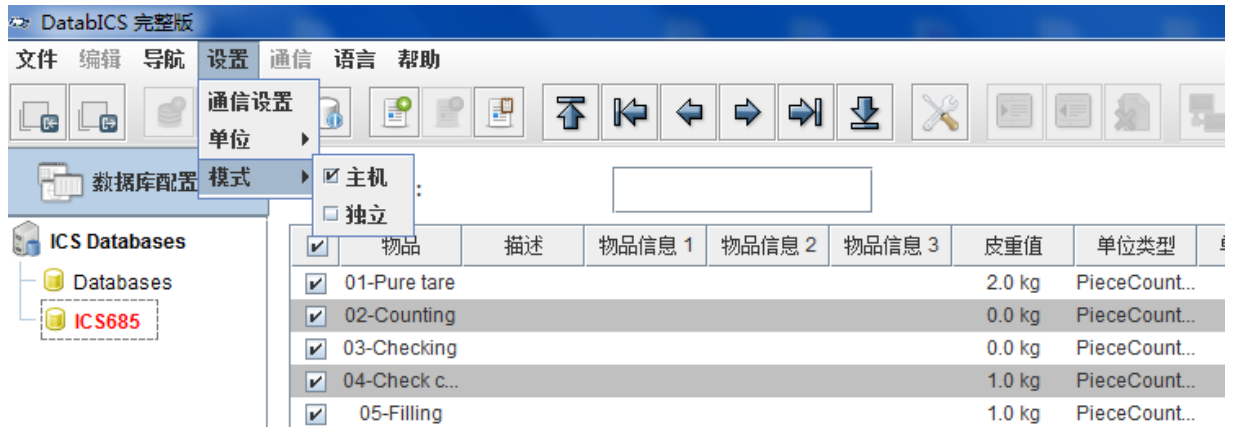 DatabICS 完整版
文件 编辑 导航 设置 通信 语言 帮助
通信设置
单位
模式
主机
独立
数据库配置
:
ICS Databases
Databases
ICS685
物品 描述 物品信息 1 物品信息 2 物品信息 3 皮重值 单位类型
01-Pure tare 2.0 kg PieceCount...
02-Counting 0.0 kg PieceCount...
03-Checking 0.0 kg PieceCount...
04-Check c... 1.0 kg PieceCount...
05-Filling 1.0 kg PieceCount...